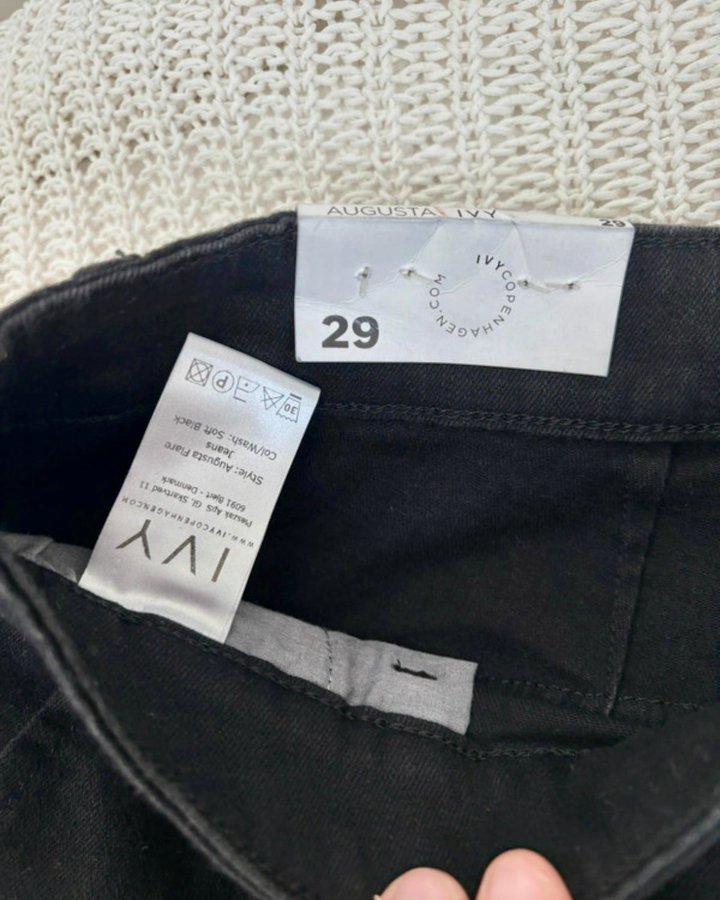 AUGUSTA IVY
29
IVYCOPENHAGEN.COM
29
IVY
WWW.IVYCOPENHAGEN.COM
Pieszak ApS Gl. Skartved 11
6091 Bjert - Denmark
Style: Augusta Flare
Jeans
Col/Wash: Soft Black
30
P